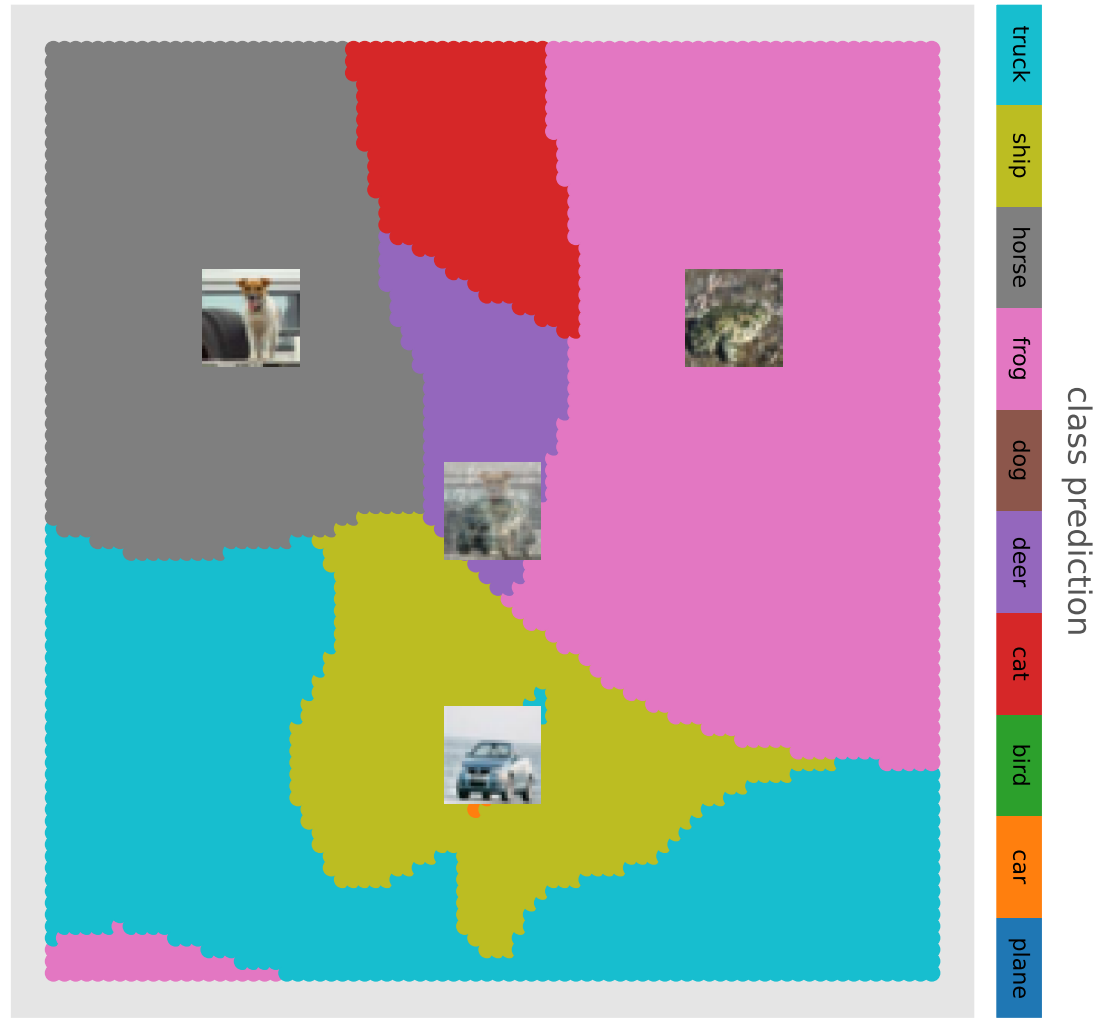 truck
ship
horse
frog
dog
deer
cat
bird
car
plane
class prediction